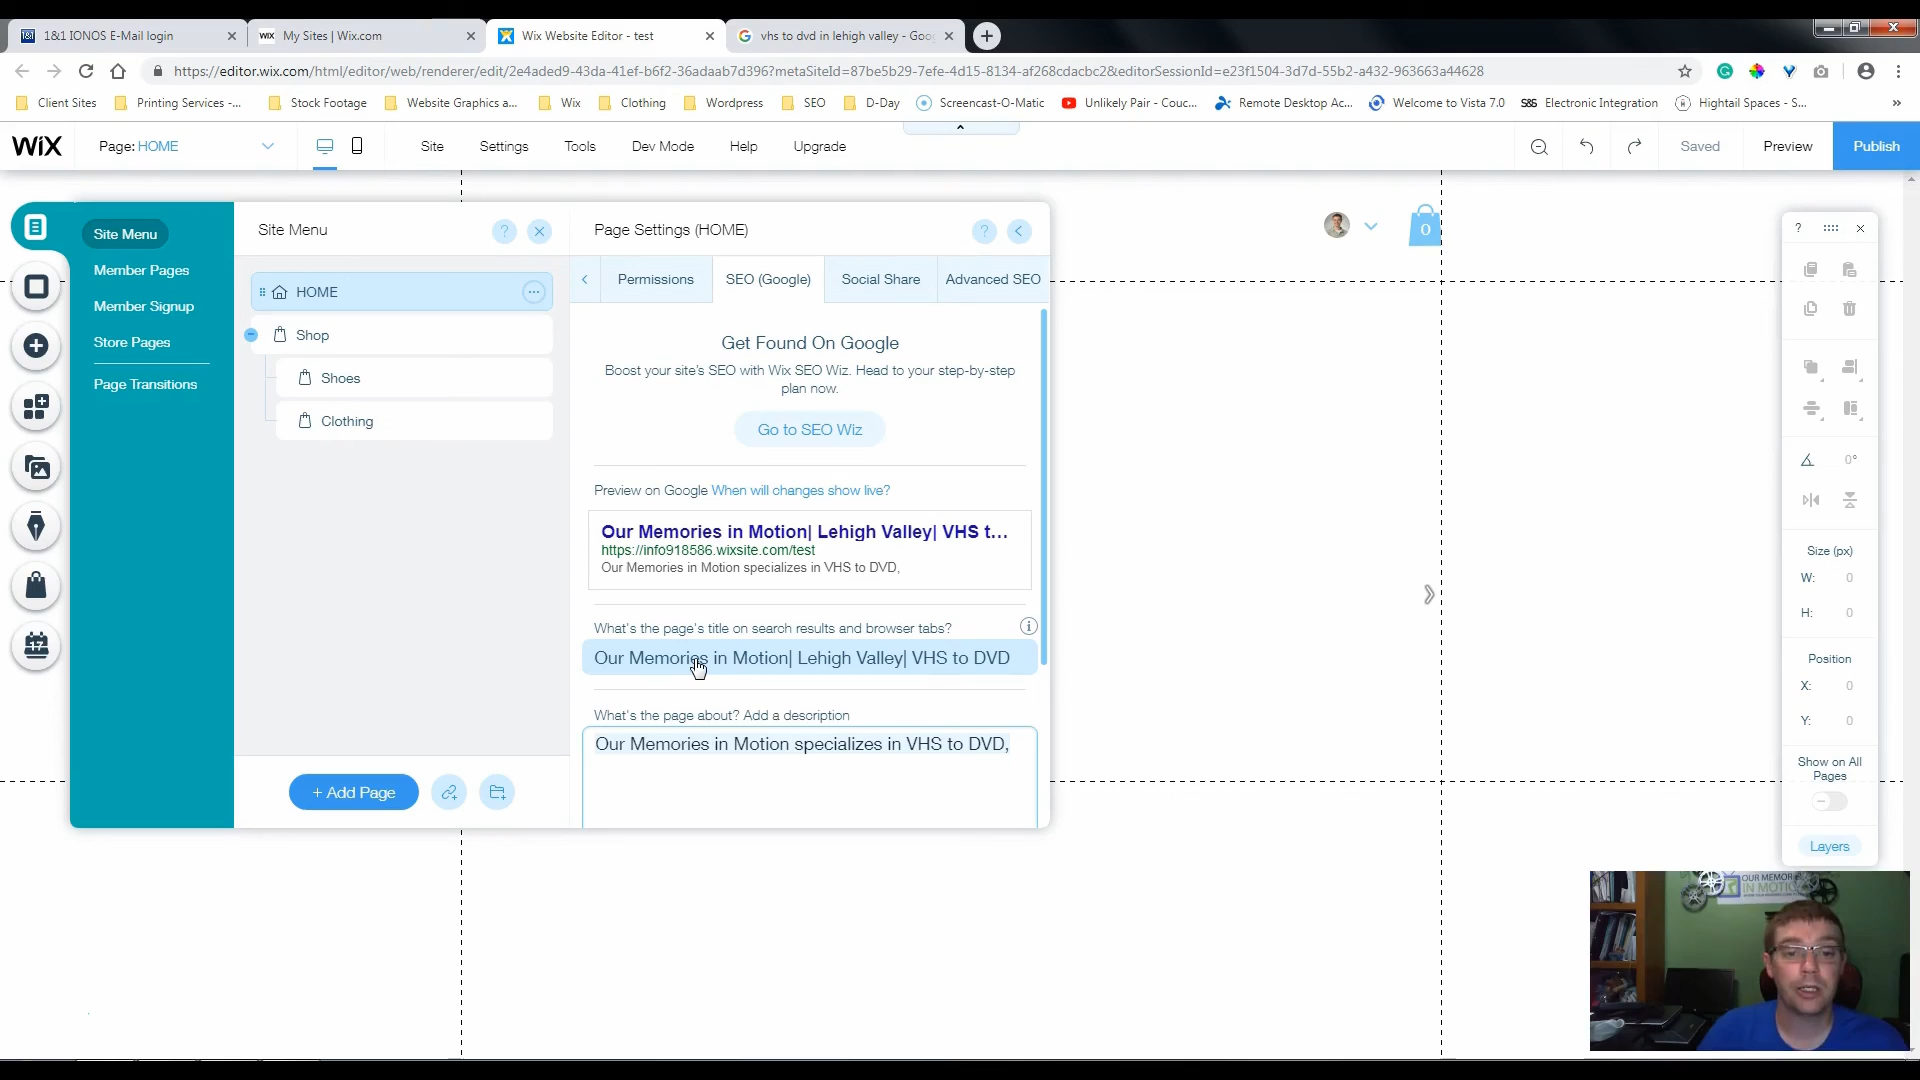 1&1 IONOS E-Mail login
WiX My Sites | Wix.com
Wix Website Editor - test
vhs to dvd in lehigh valley - Goo
https://editor.wix.com/html/editor/web/renderer/edit/2e4aded9-43da-41ef-b6f2-36adaab7d396?metaSiteId=87be5b29-7efe-4d15-8134-af268cdacbc2&editorSessionId=e23f1504-3d7d-55b2-a432-963663a44628
Client Sites
Printing Services -...
Stock Footage
Website Graphics a...
Wix
Clothing
Wordpress
SEO
D-Day
Screencast-O-Matic
Unlikely Pair - Couc...
Remote Desktop Ac...
Welcome to Vista 7.0
S&S Electronic Integration
Hightail Spaces - S...
WiX
Page: HOME
Site
Settings
Tools
Dev Mode
Help
Upgrade
Saved
Preview
Publish
Site Menu
Member Pages
Member Signup
Store Pages
Page Transitions
Site Menu
?
HOME
Shop
Shoes
Clothing
+ Add Page
Page Settings (HOME)
?
Permissions
SEO (Google)
Social Share
Advanced SEO
Get Found On Google
Boost your site's SEO with Wix SEO Wiz. Head to your step-by-step
plan now.
Go to SEO Wiz
Preview on Google When will changes show live?
Our Memories in Motion| Lehigh Valley| VHS t...
https://info918586.wixsite.com/test
Our Memories in Motion specializes in VHS to DVD,
What's the page's title on search results and browser tabs?
Our Memories in Motion| Lehigh Valley| VHS to DVD
What's the page about? Add a description
Our Memories in Motion specializes in VHS to DVD,
0
17
?
0°
Size (px)
W: 0
H: 0
Position
X: 0
Y: 0
Show on All
Pages
Layers
OUR MEMOR
IN MOTI